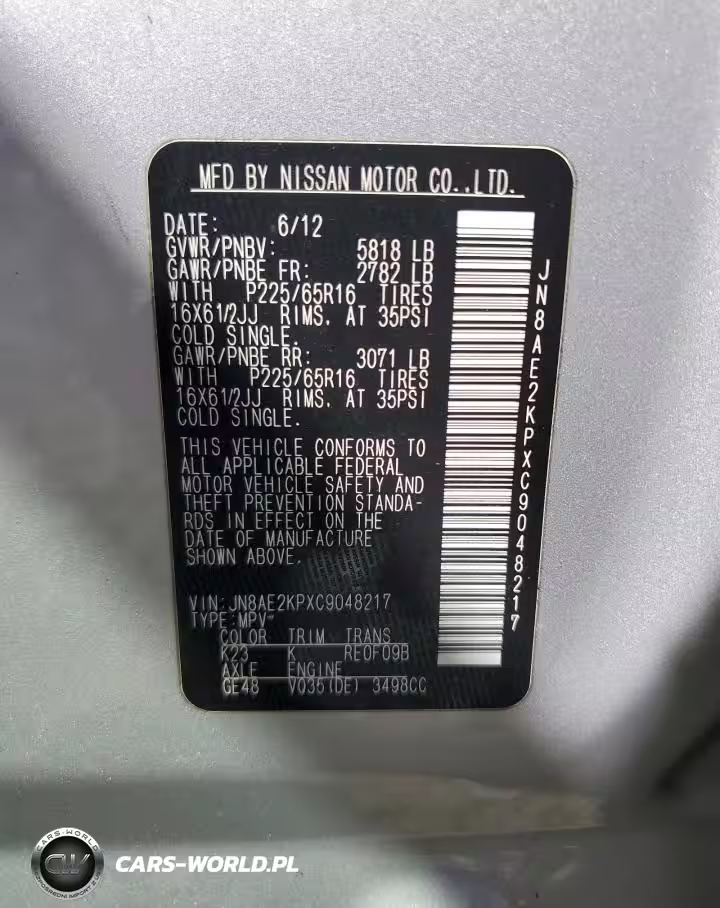 MFD BY NISSAN MOTOR CO.,LTD.
DATE: 6/12
GVWR/PNBV: 5818 LB
GAWR/PNBE FR: 2782 LB
WITH P225/65R16 TIRES
16X61/2JJ RIMS, AT 35PSI
COLD SINGLE.
GAWR/PNBE RR: 3071 LB
WITH P225/65R16 TIRES
16X61/2JJ RIMS, AT 35PSI
COLD SINGLE.
THIS VEHICLE CONFORMS TO
ALL APPLICABLE FEDERAL
MOTOR VEHICLE SAFETY AND
THEFT PREVENTION STANDA-
RDS IN EFFECT ON THE
DATE OF MANUFACTURE
SHOWN ABOVE.
VIN: JN8AE2KPXC9048217
TYPE: MPV
COLOR TRIM TRANS
K23 K RE0F09B
AXLE ENGINE
GE48 VQ35(DE) 3498CC
JN8AE2KPXC9048217
CARS-WORLD
CW
CARS-WORLD.PL